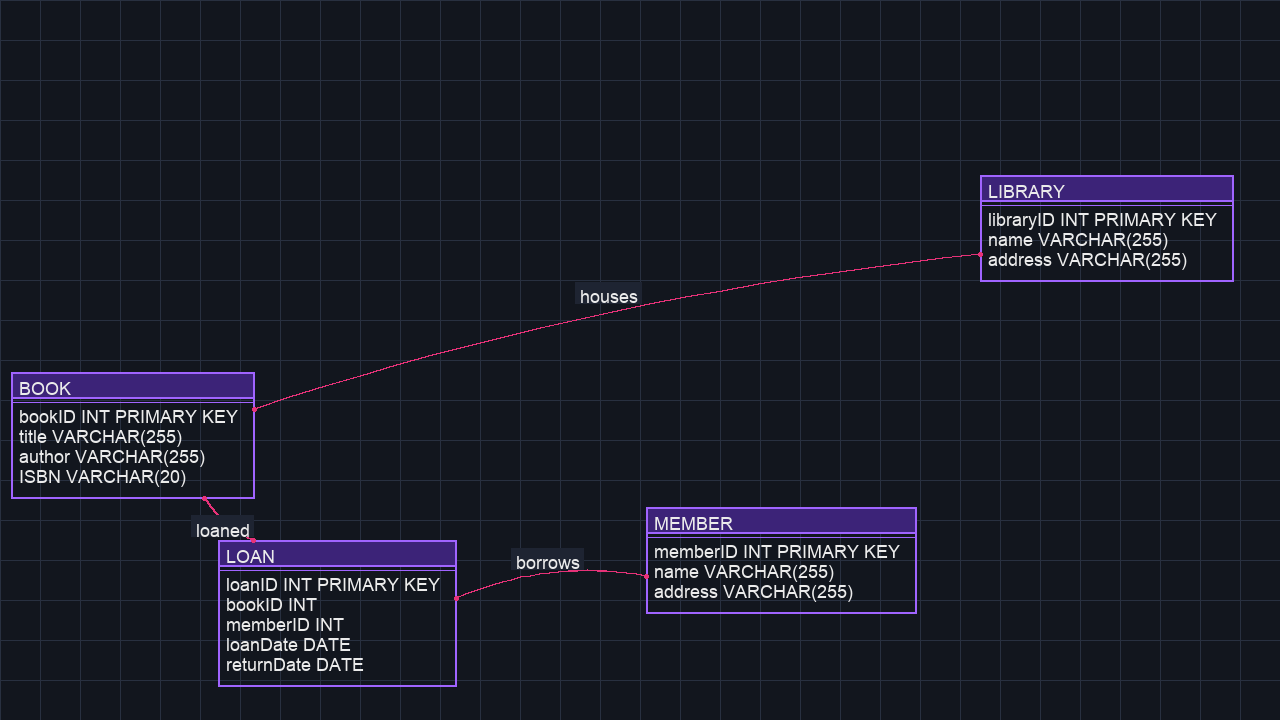 LIBRARY
libraryID INT PRIMARY KEY
name VARCHAR(255)
address VARCHAR(255)
houses
BOOK
bookID INT PRIMARY KEY
title VARCHAR(255)
author VARCHAR(255)
ISBN VARCHAR(20)
loaned
LOAN
loanID INT PRIMARY KEY
bookID INT
memberID INT
loanDate DATE
returnDate DATE
borrows
MEMBER
memberID INT PRIMARY KEY
name VARCHAR(255)
address VARCHAR(255)